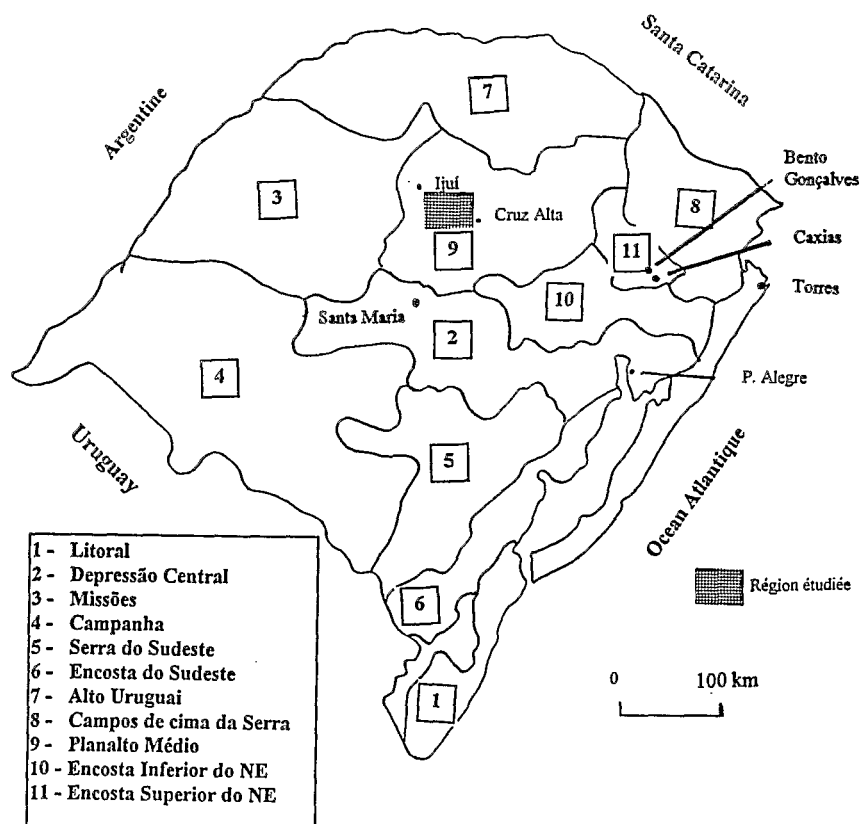 Santa Catarina
Argentine
7
Bento
Gonçalves
Ijuí
3
8
Cruz Alta
Caxias
9
11
10
Torres
Santa Maria
2
4
P. Alegre
Uruguay
5
Ocean Atlantique
1 - Litoral
2 - Depressão Central
3 - Missões
4 - Campanha
5 - Serra do Sudeste
6 - Encosta do Sudeste
7 - Alto Uruguai
8 - Campos de cima da Serra
9 - Planalto Médio
10 - Encosta Inferior do NE
11 - Encosta Superior do NE
6
Région étudiée
1
0 100 km